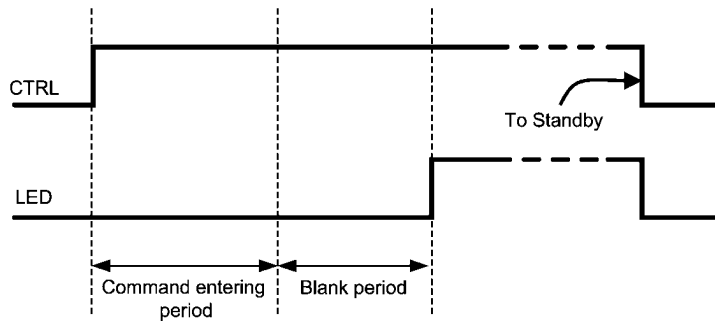 CTRL
To Standby
LED
Command entering
period
Blank period